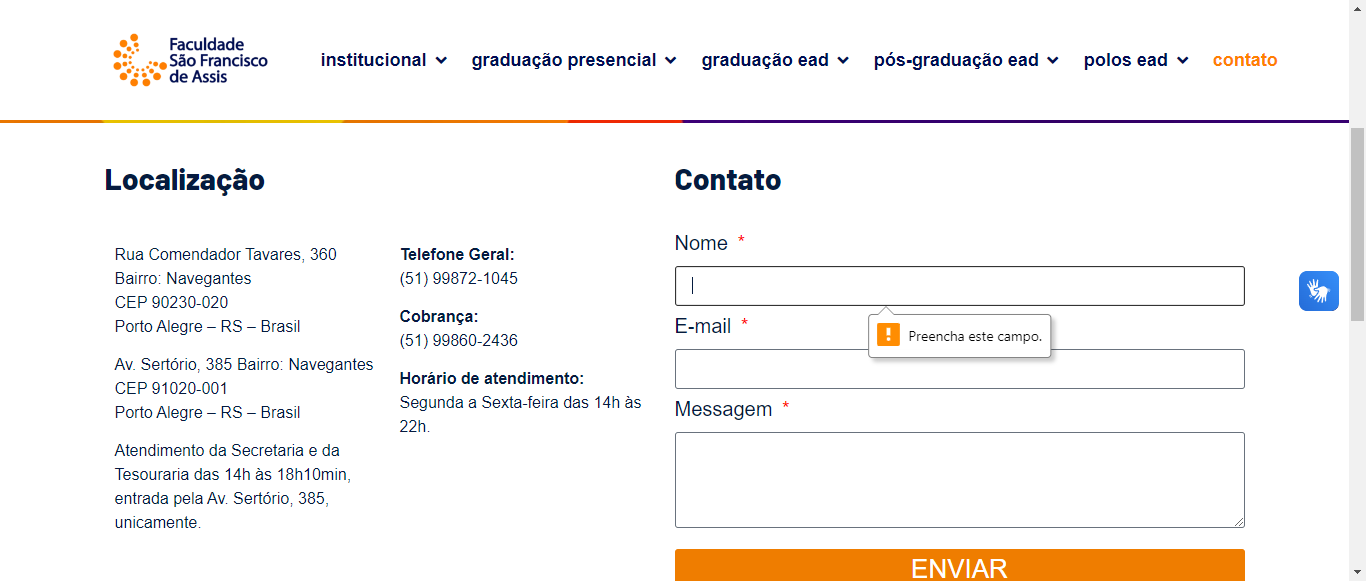 Faculdade
São Francisco
de Assis
institucional
graduação presencial
graduação ead
pós-graduação ead
polos ead
contato
Localização
Rua Comendador Tavares, 360
Bairro: Navegantes
CEP 90230-020
Porto Alegre – RS – Brasil
Av. Sertório, 385 Bairro: Navegantes
CEP 91020-001
Porto Alegre – RS – Brasil
Atendimento da Secretaria e da
Tesouraria das 14h às 18h10min,
entrada pela Av. Sertório, 385,
unicamente.
Telefone Geral:
(51) 99872-1045
Cobrança:
(51) 99860-2436
Horário de atendimento:
Segunda a Sexta-feira das 14h às
22h.
Contato
Nome *
Preencha este campo.
E-mail *
Messagem *
ENVIAR